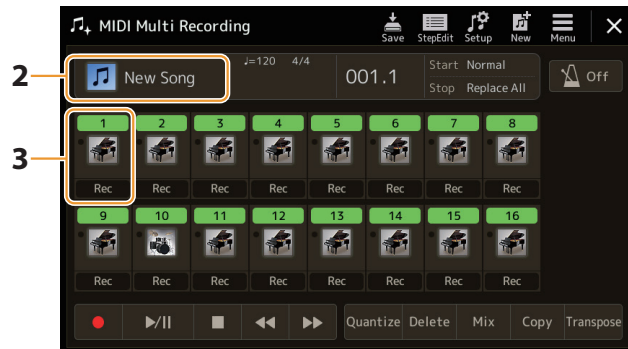 MIDI Multi Recording
Save StepEdit Setup New Menu
2
New Song
♩=120 4/4
001.1
Start Normal
Stop Replace All
Off
3
1 2 3 4 5 6 7 8
Rec Rec Rec Rec Rec Rec Rec Rec
9 10 11 12 13 14 15 16
Rec Rec Rec Rec Rec Rec Rec Rec
Quantize Delete Mix Copy Transpose